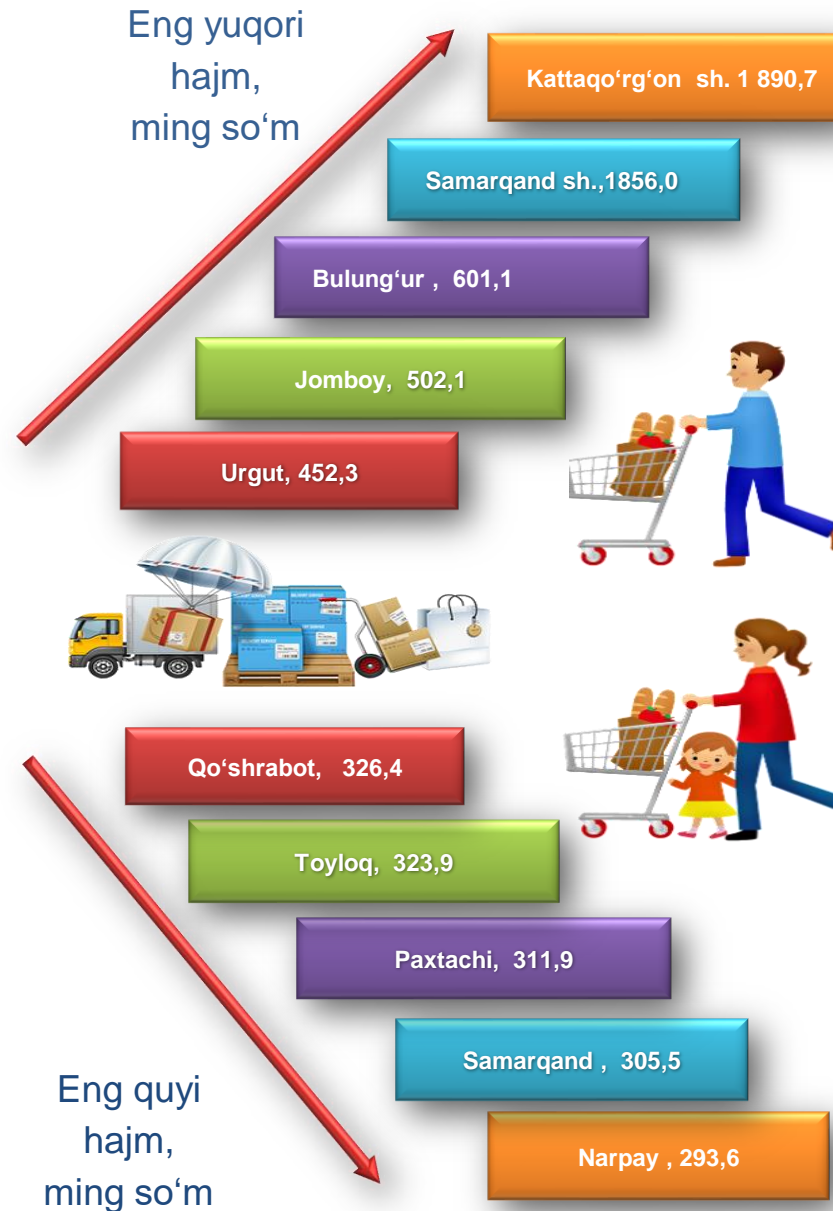 Eng yuqori
hajm,
ming so‘m
Kattaqo‘rg‘on sh. 1 890,7
Samarqand sh.,1856,0
Bulung‘ur , 601,1
Jomboy, 502,1
Urgut, 452,3
Qo‘shrabot, 326,4
Toyloq, 323,9
Paxtachi, 311,9
Samarqand , 305,5
Narpay , 293,6
Eng quyi
hajm,
ming so‘m